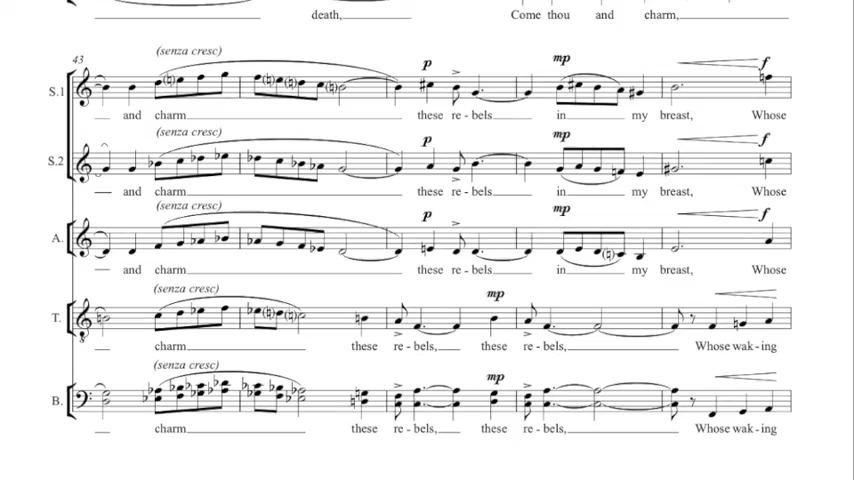 death, Come thou and charm,
43 (senza cresc) p mp f
S.1
and charm these re - bels in my breast, Whose
(senza cresc) p mp f
S.2
and charm these re - bels in my breast, Whose
(senza cresc) p mp f
A.
and charm these re - bels in my breast, Whose
(senza cresc) mp
T.
charm these re - bels, these re - bels, Whose wak - ing
(senza cresc) mp
B.
charm these re - bels, these re - bels, Whose wak - ing